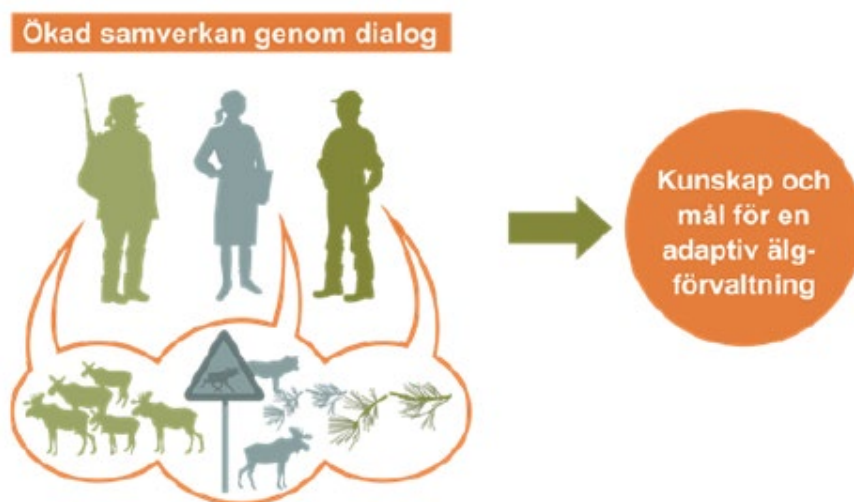 Ökad samverkan genom dialog
Kunskap och
mål för en
adaptiv älg-
förvaltning